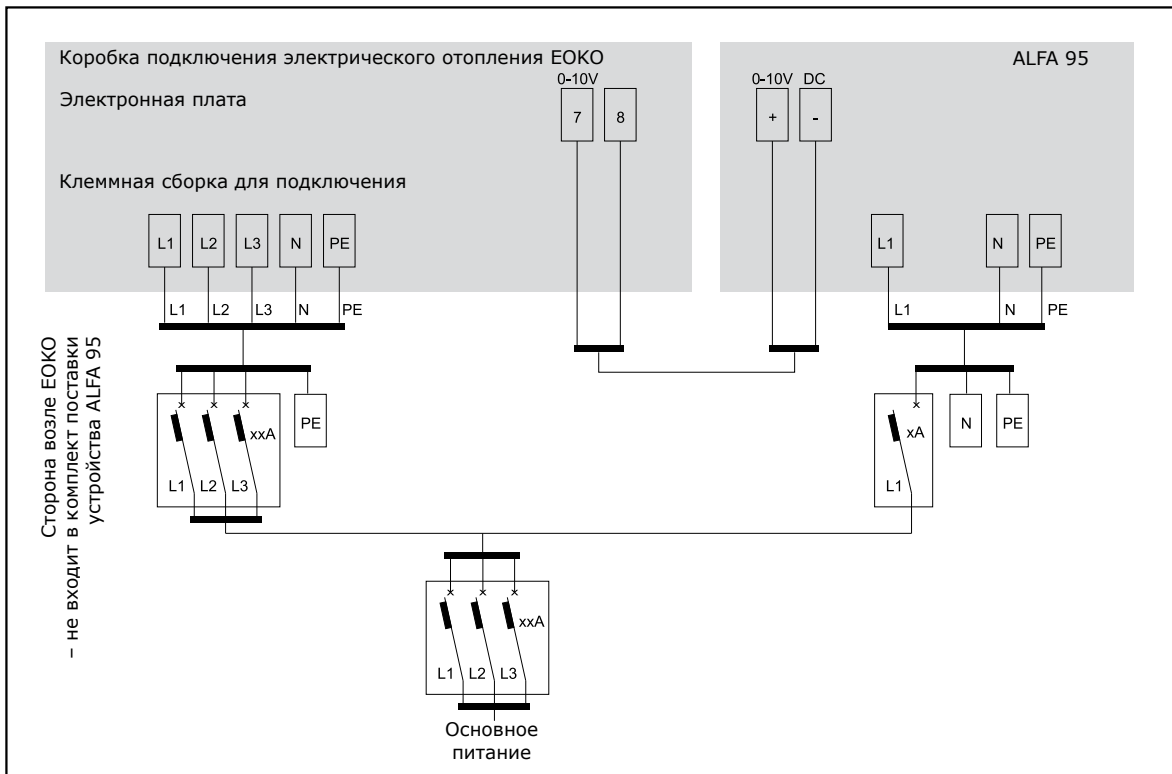 Коробка подключения электрического отопления EOKO
ALFA 95
0-10V
0-10V DC
Электронная плата
7 8
+ -
Клеммная сборка для подключения
L1 L2 L3 N PE
L1 N PE
L1 L2 L3 N PE
L1 N PE
Сторона возле EOKO
– не входит в комплект поставки
устройства ALFA 95
xxA
PE
xA
N
PE
L1 L2 L3
L1
xxA
L1 L2 L3
Основное
питание